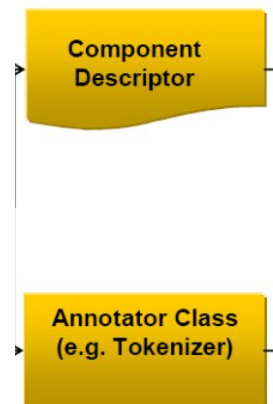 Component
Descriptor
Annotator Class
(e.g. Tokenizer)